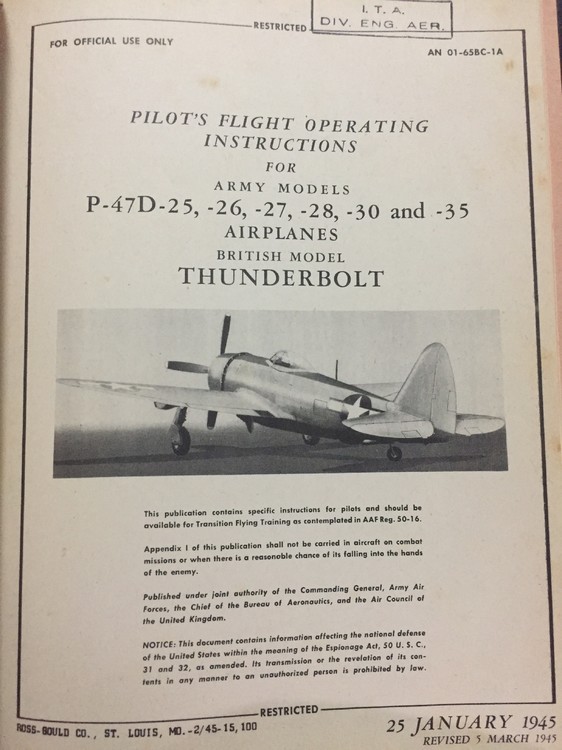 I. T. A.
DIV. ENG. AER.
RESTRICTED
FOR OFFICIAL USE ONLY
AN 01-65BC-1A
PILOT'S FLIGHT OPERATING
INSTRUCTIONS
FOR
ARMY MODELS
P-47D-25, -26, -27, -28, -30 and -35
AIRPLANES
BRITISH MODEL
THUNDERBOLT
This publication contains specific instructions for pilots and should be
available for Transition Flying Training as contemplated in AAF Reg. 50-16.
Appendix I of this publication shall not be carried in aircraft on combat
missions or when there is a reasonable chance of its falling into the hands
of the enemy.
Published under joint authority of the Commanding General, Army Air
Forces, the Chief of the Bureau of Aeronautics, and the Air Council of
the United Kingdom.
NOTICE: This document contains information affecting the national defense
of the United States within the meaning of the Espionage Act, 50 U. S. C.,
31 and 32, as amended. Its transmission or the revelation of its con-
tents in any manner to an unauthorized person is prohibited by law.
RESTRICTED
ROSS-GOULD CO., ST. LOUIS, MO.-2/45-15,100
25 JANUARY 1945
REVISED 5 MARCH 1945